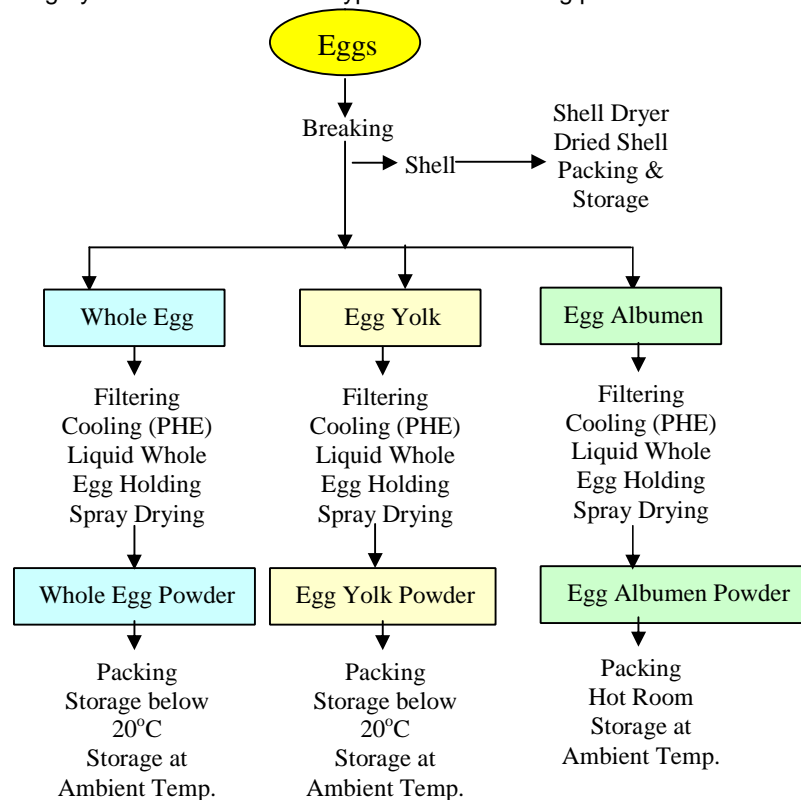 Eggs
Breaking
Shell
Shell Dryer
Dried Shell
Packing &
Storage
Whole Egg
Filtering
Cooling (PHE)
Liquid Whole
Egg Holding
Spray Drying
Whole Egg Powder
Packing
Storage below
20°C
Storage at
Ambient Temp.
Egg Yolk
Filtering
Cooling (PHE)
Liquid Whole
Egg Holding
Spray Drying
Egg Yolk Powder
Packing
Storage below
20°C
Storage at
Ambient Temp.
Egg Albumen
Filtering
Cooling (PHE)
Liquid Whole
Egg Holding
Spray Drying
Egg Albumen Powder
Packing
Hot Room
Storage at
Ambient Temp.